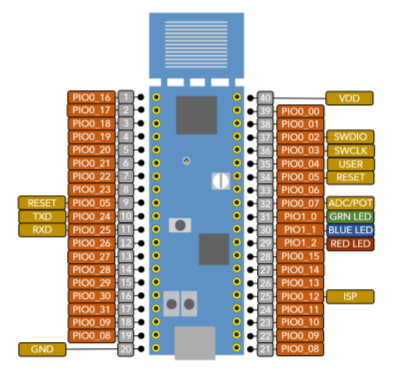 PIO0_16 1 40 VDD
PIO0_17 2 39 PIO0_00
PIO0_18 3 38 PIO0_01
PIO0_19 4 37 PIO0_02 SWDIO
PIO0_20 5 36 PIO0_03 SWCLK
PIO0_21 6 35 PIO0_04 USER
PIO0_22 7 34 PIO0_05 RESET
PIO0_23 8 33 PIO0_06
RESET PIO0_05 9 32 PIO0_07 ADC/POT
TXD PIO0_24 10 31 PIO1_0 GRN LED
RXD PIO0_25 11 30 PIO1_1 BLUE LED
PIO0_26 12 29 PIO1_2 RED LED
PIO0_27 13 28 PIO0_15
PIO0_28 14 27 PIO0_14
PIO0_29 15 26 PIO0_13
PIO0_30 16 25 PIO0_12 ISP
PIO0_31 17 24 PIO0_11
PIO0_09 18 23 PIO0_10
PIO0_08 19 22 PIO0_09
GND 20 21 PIO0_08